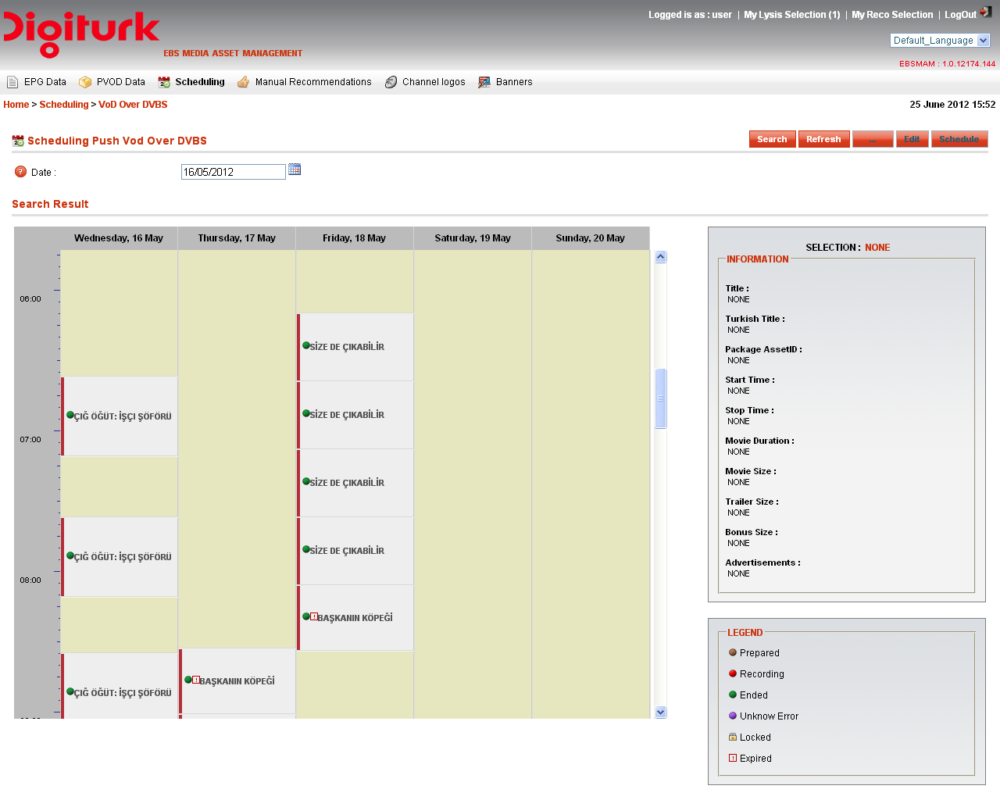 Digiturk
EBS MEDIA ASSET MANAGEMENT
Logged is as : user | My Lysis Selection (1) | My Reco Selection | LogOut
Default_Language
EBSMAM : 1.0.12174.144
EPG Data PVOD Data Scheduling Manual Recommendations Channel logos Banners
Home > Scheduling > VoD Over DVBS
25 June 2012 15:52
Scheduling Push Vod Over DVBS
Search Refresh ... Edit Schedule
Date : 16/05/2012
Search Result
Wednesday, 16 May Thursday, 17 May Friday, 18 May Saturday, 19 May Sunday, 20 May
06:00
SİZE DE ÇIKABİLİR
ÇIĞ ÖĞÜT: İŞÇI ŞÖFÖRÜ
SİZE DE ÇIKABİLİR
07:00
SİZE DE ÇIKABİLİR
ÇIĞ ÖĞÜT: İŞÇI ŞÖFÖRÜ
SİZE DE ÇIKABİLİR
08:00
BAŞKANIN KÖPEĞİ
BAŞKANIN KÖPEĞİ
ÇIĞ ÖĞÜT: İŞÇI ŞÖFÖRÜ
SELECTION : NONE
INFORMATION
Title :
NONE
Turkish Title :
NONE
Package AssetID :
NONE
Start Time :
NONE
Stop Time :
NONE
Movie Duration :
NONE
Movie Size :
NONE
Trailer Size :
NONE
Bonus Size :
NONE
Advertisements :
NONE
LEGEND
Prepared
Recording
Ended
Unknow Error
Locked
Expired